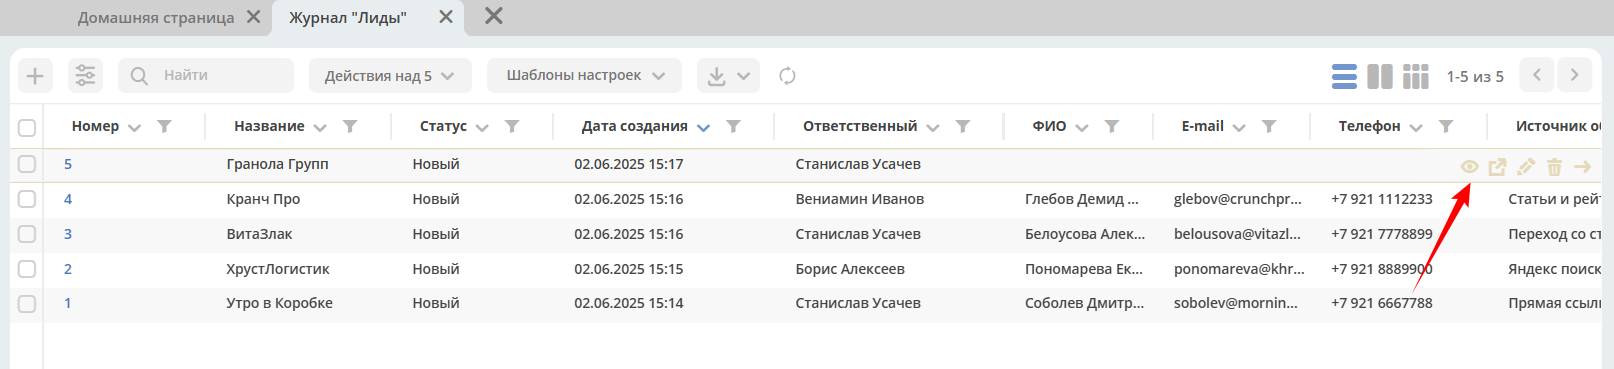 Домашняя страница Журнал "Лиды"
Найти Действия над 5 Шаблоны настроек 1-5 из 5
Номер Название Статус Дата создания Ответственный ФИО E-mail Телефон Источник об
5 Гранола Групп Новый 02.06.2025 15:17 Станислав Усачев
4 Кранч Про Новый 02.06.2025 15:16 Вениамин Иванов Глебов Демид ... glebov@crunchpr... +7 921 1112233 Статьи и рей
3 ВитаЗлак Новый 02.06.2025 15:16 Станислав Усачев Белоусова Алек... belousova@vitazl... +7 921 7778899 Переход со ст
2 ХрустЛогистик Новый 02.06.2025 15:15 Борис Алексеев Пономарева Ек... ponomareva@khr... +7 921 8889900 Яндекс поиск
1 Утро в Коробке Новый 02.06.2025 15:14 Станислав Усачев Соболев Дмитр... sobolev@mornin... +7 921 6667788 Прямая ссыл